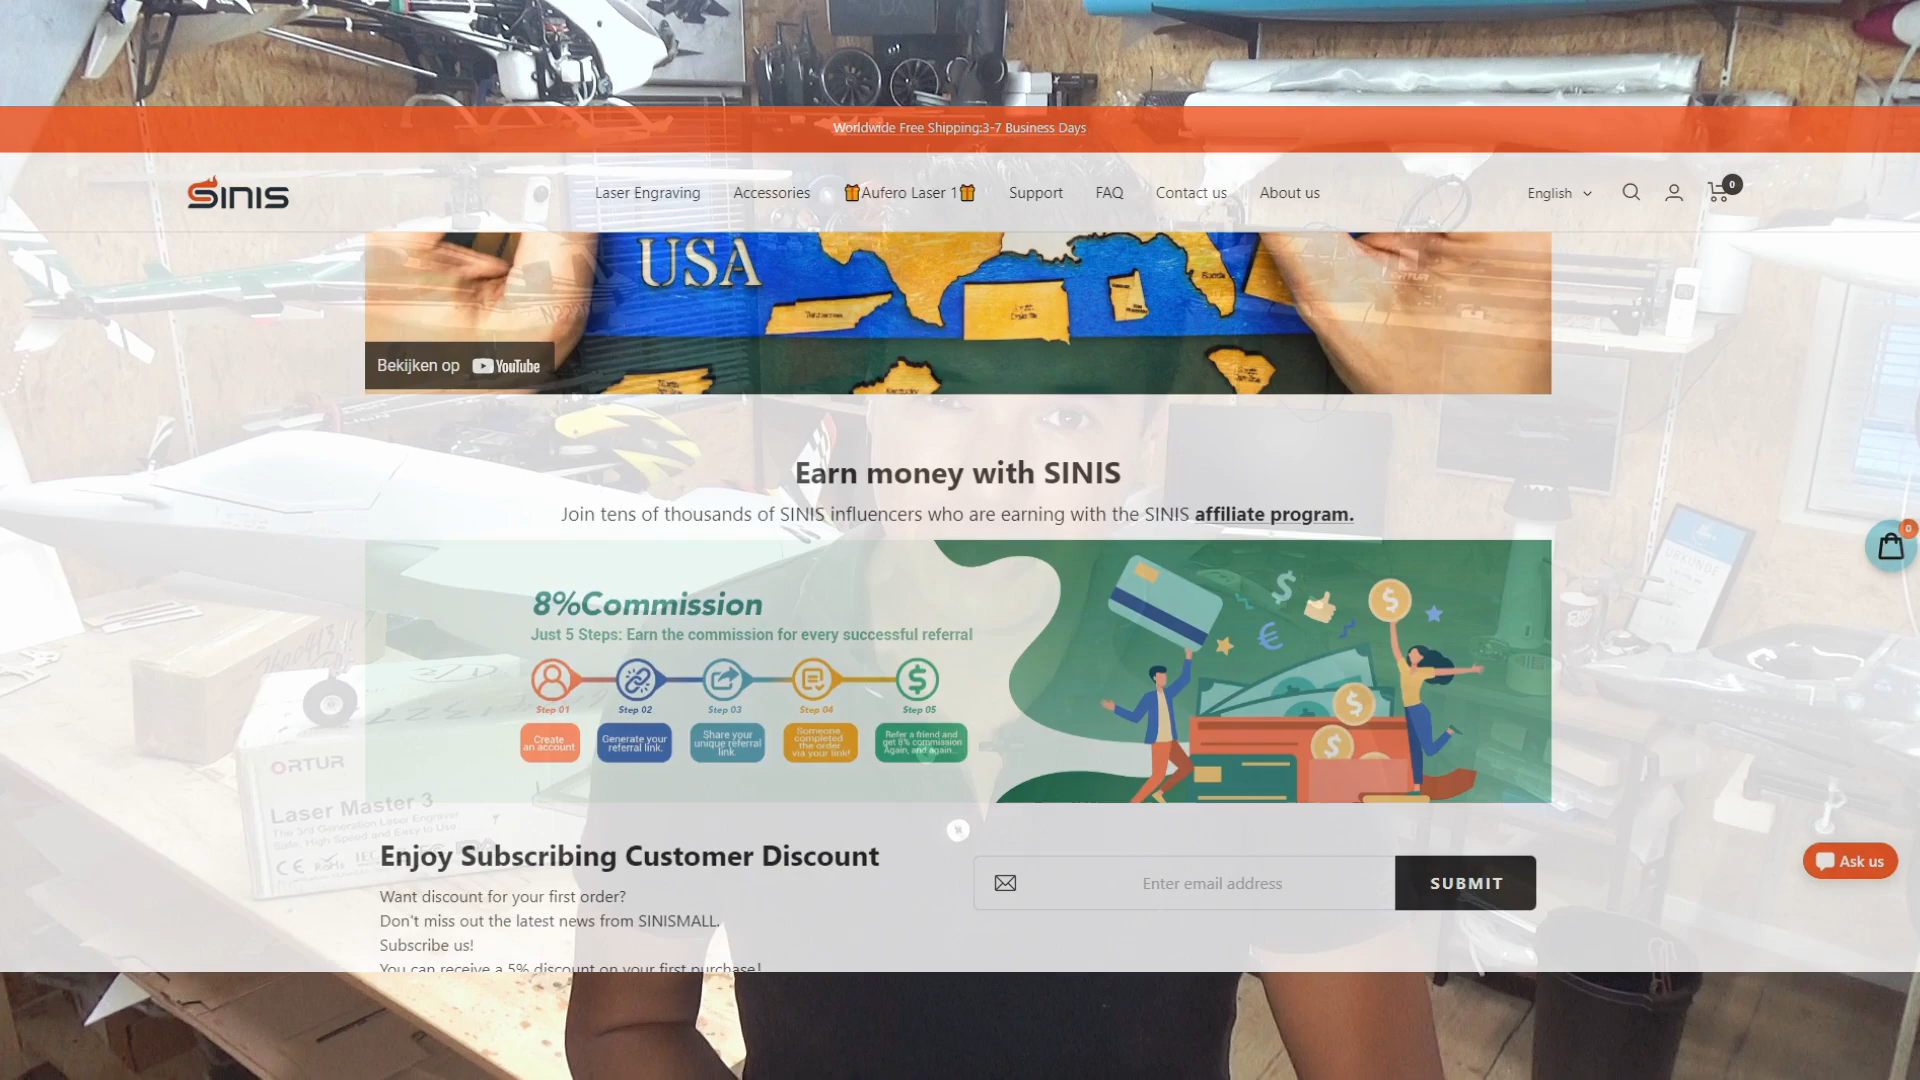 Worldwide Free Shipping:3-7 Business Days
SINIS
Laser Engraving
Accessories
🎁Aufero Laser 1🎁
Support
FAQ
Contact us
About us
English
0
USA
Bekijken op YouTube
Earn money with SINIS
Join tens of thousands of SINIS influencers who are earning with the SINIS affiliate program.
0
URKUNDE
8%Commission
Just 5 Steps: Earn the commission for every successful referral
Step 01
Step 02
Step 03
Step 04
Step 05
Create
an account
Generate your
referral link.
Share your
unique referral
link.
Someone
completed
the order
via your link!
Refer a friend and
get 8% commission
Again, and again...
ORTUR
Laser Master 3
The 3rd Generation Laser Engraver
Safe, High Speed and Easy to Use
Enjoy Subscribing Customer Discount
Want discount for your first order?
Don't miss out the latest news from SINISMALL.
Subscribe us!
You can receive a 5% discount on your first purchase!
Enter email address
SUBMIT
Ask us